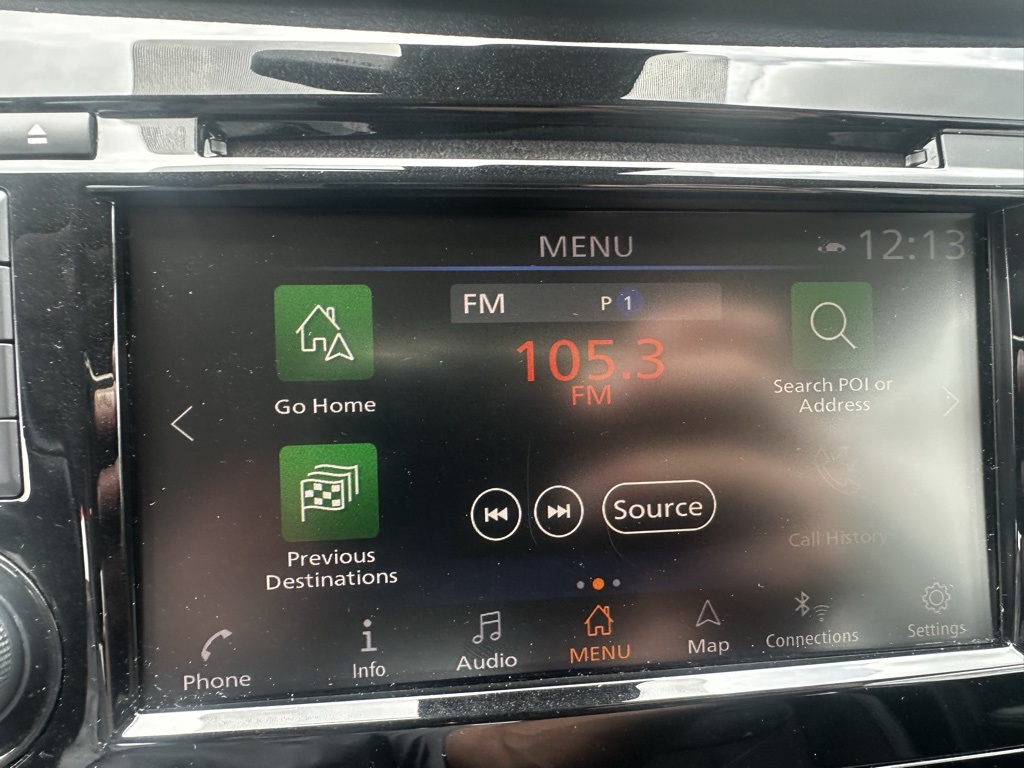 MENU
12:13
FM P 1
105.3
FM
Go Home
Search POI or
Address
Source
Previous
Destinations
Call History
Phone
Info
Audio
MENU
Map
Connections
Settings